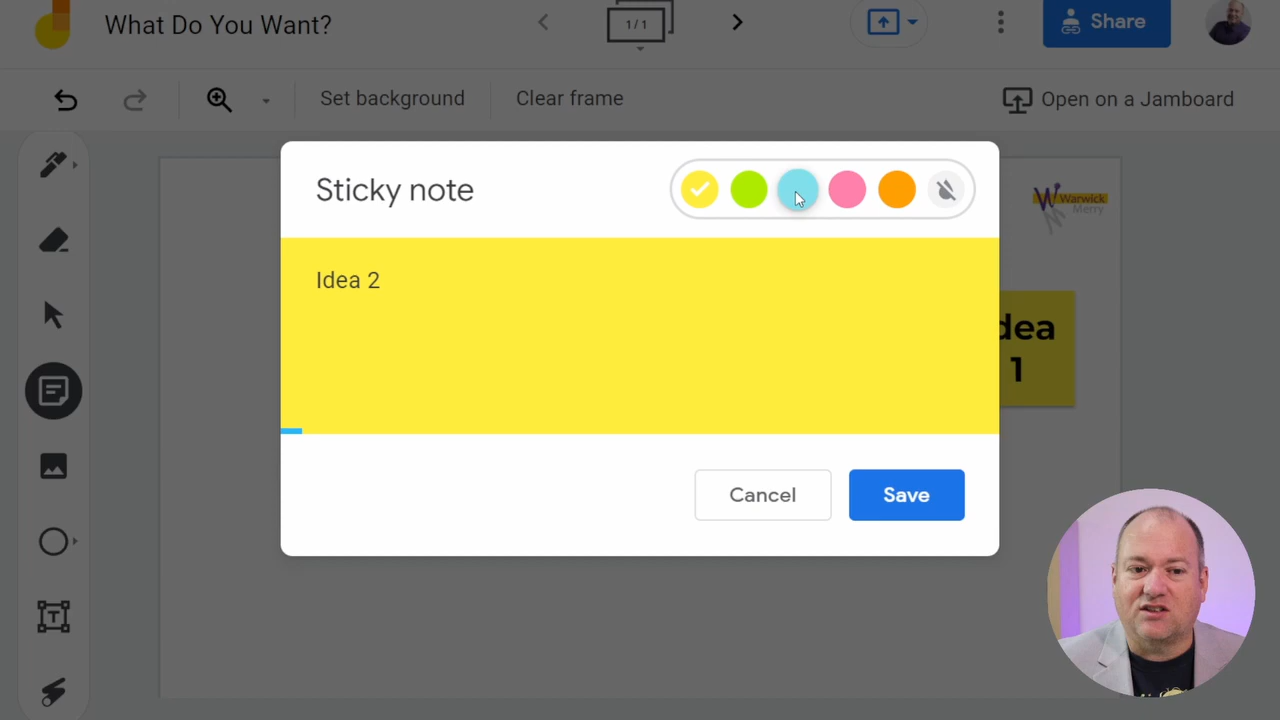 What Do You Want?
1/1
Share
Set background
Clear frame
Open on a Jamboard
Sticky note
Warwick
Merry
Idea 2
dea
1
Cancel
Save
T